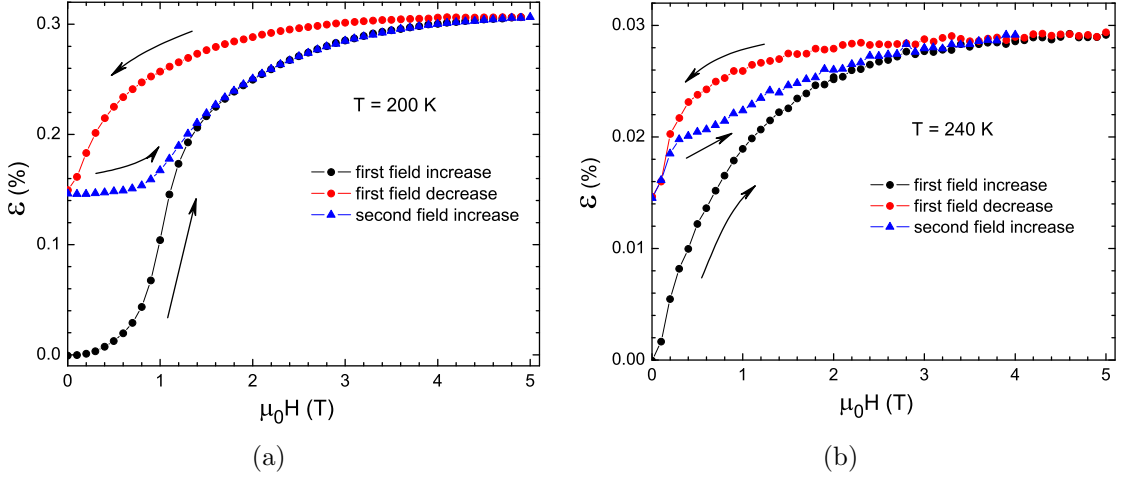 0.3
0.2
0.1
0.0
ε (%)
T = 200 K
first field increase
first field decrease
second field increase
0 1 2 3 4 5
μ0H (T)
(a)
0.03
0.02
0.01
0.00
ε (%)
T = 240 K
first field increase
first field decrease
second field increase
0 1 2 3 4 5
μ0H (T)
(b)